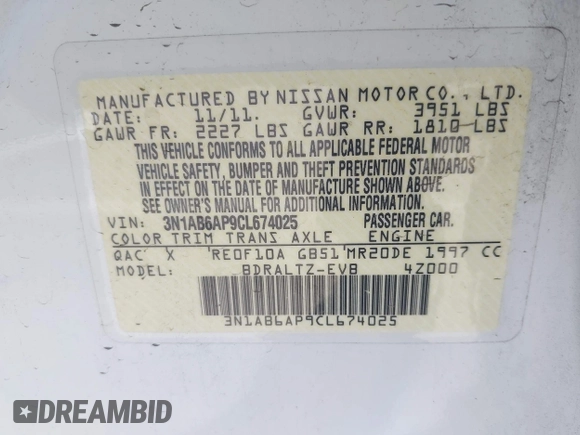 MANUFACTURED BY NISSAN MOTOR CO., LTD.
DATE: 11/11. GVWR: 3951 LBS
GAWR FR: 2227 LBS GAWR RR: 1810 LBS
THIS VEHICLE CONFORMS TO ALL APPLICABLE FEDERAL MOTOR
VEHICLE SAFETY, BUMPER AND THEFT PREVENTION STANDARDS
IN EFFECT ON THE DATE OF MANUFACTURE SHOWN ABOVE.
SEE OWNER'S MANUAL FOR ADDITIONAL INFORMATION
VIN: 3N1AB6AP9CL674025 PASSENGER CAR.
COLOR TRIM TRANS AXLE ENGINE
QAC X RE0F10A GB51 MR20DE 1997 CC
MODEL: BDRALTZ-EVB 4Z000
3N1AB6AP9CL674025
DREAMBID